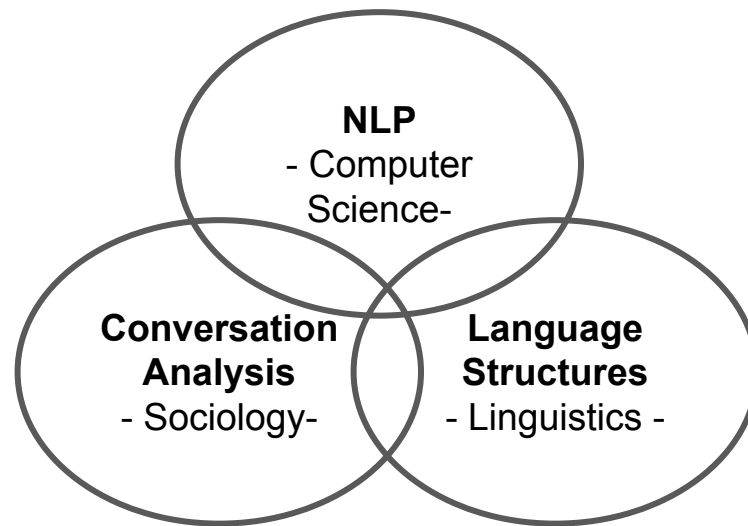 NLP
- Computer
Science-
Conversation
Analysis
- Sociology-
Language
Structures
- Linguistics -